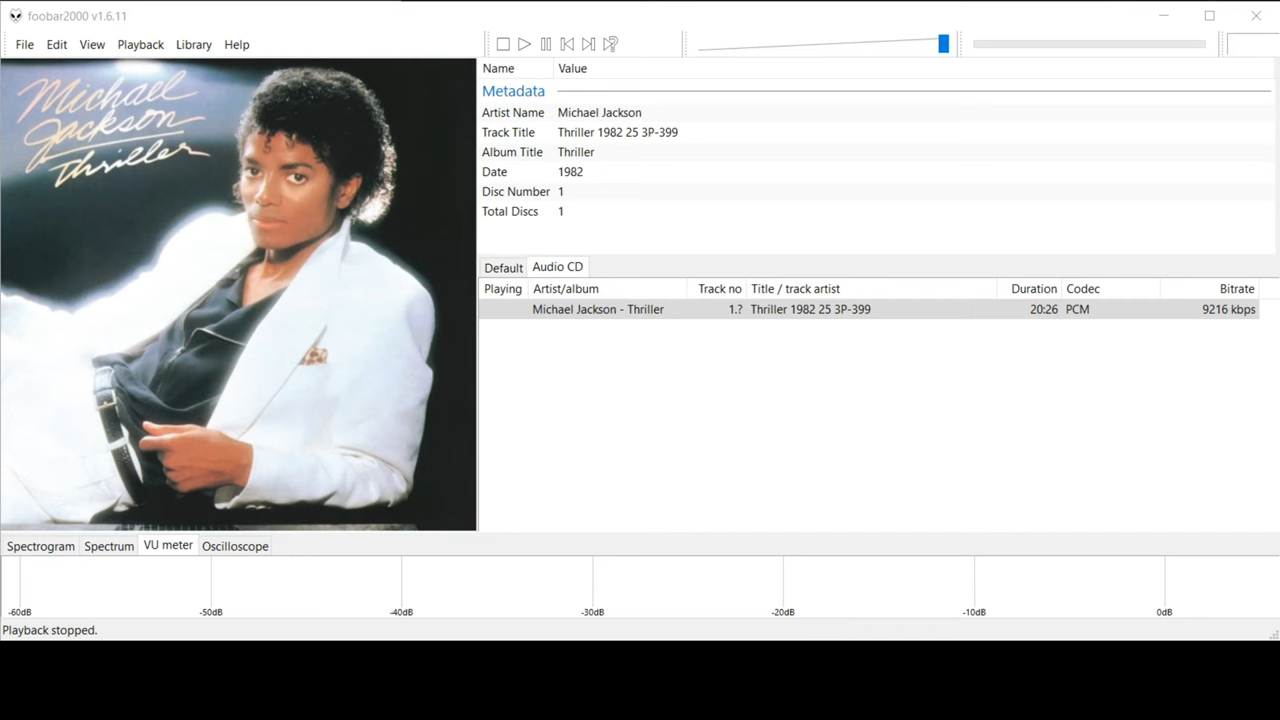 foobar2000 v1.6.11
File Edit View Playback Library Help
Michael
Jackson
Thriller
Name Value
Metadata
Artist Name Michael Jackson
Track Title Thriller 1982 25 3P-399
Album Title Thriller
Date 1982
Disc Number 1
Total Discs 1
Default Audio CD
Playing Artist/album Track no Title / track artist Duration Codec Bitrate
Michael Jackson - Thriller 1.? Thriller 1982 25 3P-399 20:26 PCM 9216 kbps
Spectrogram Spectrum VU meter Oscilloscope
-60dB -50dB -40dB -30dB -20dB -10dB 0dB
Playback stopped.